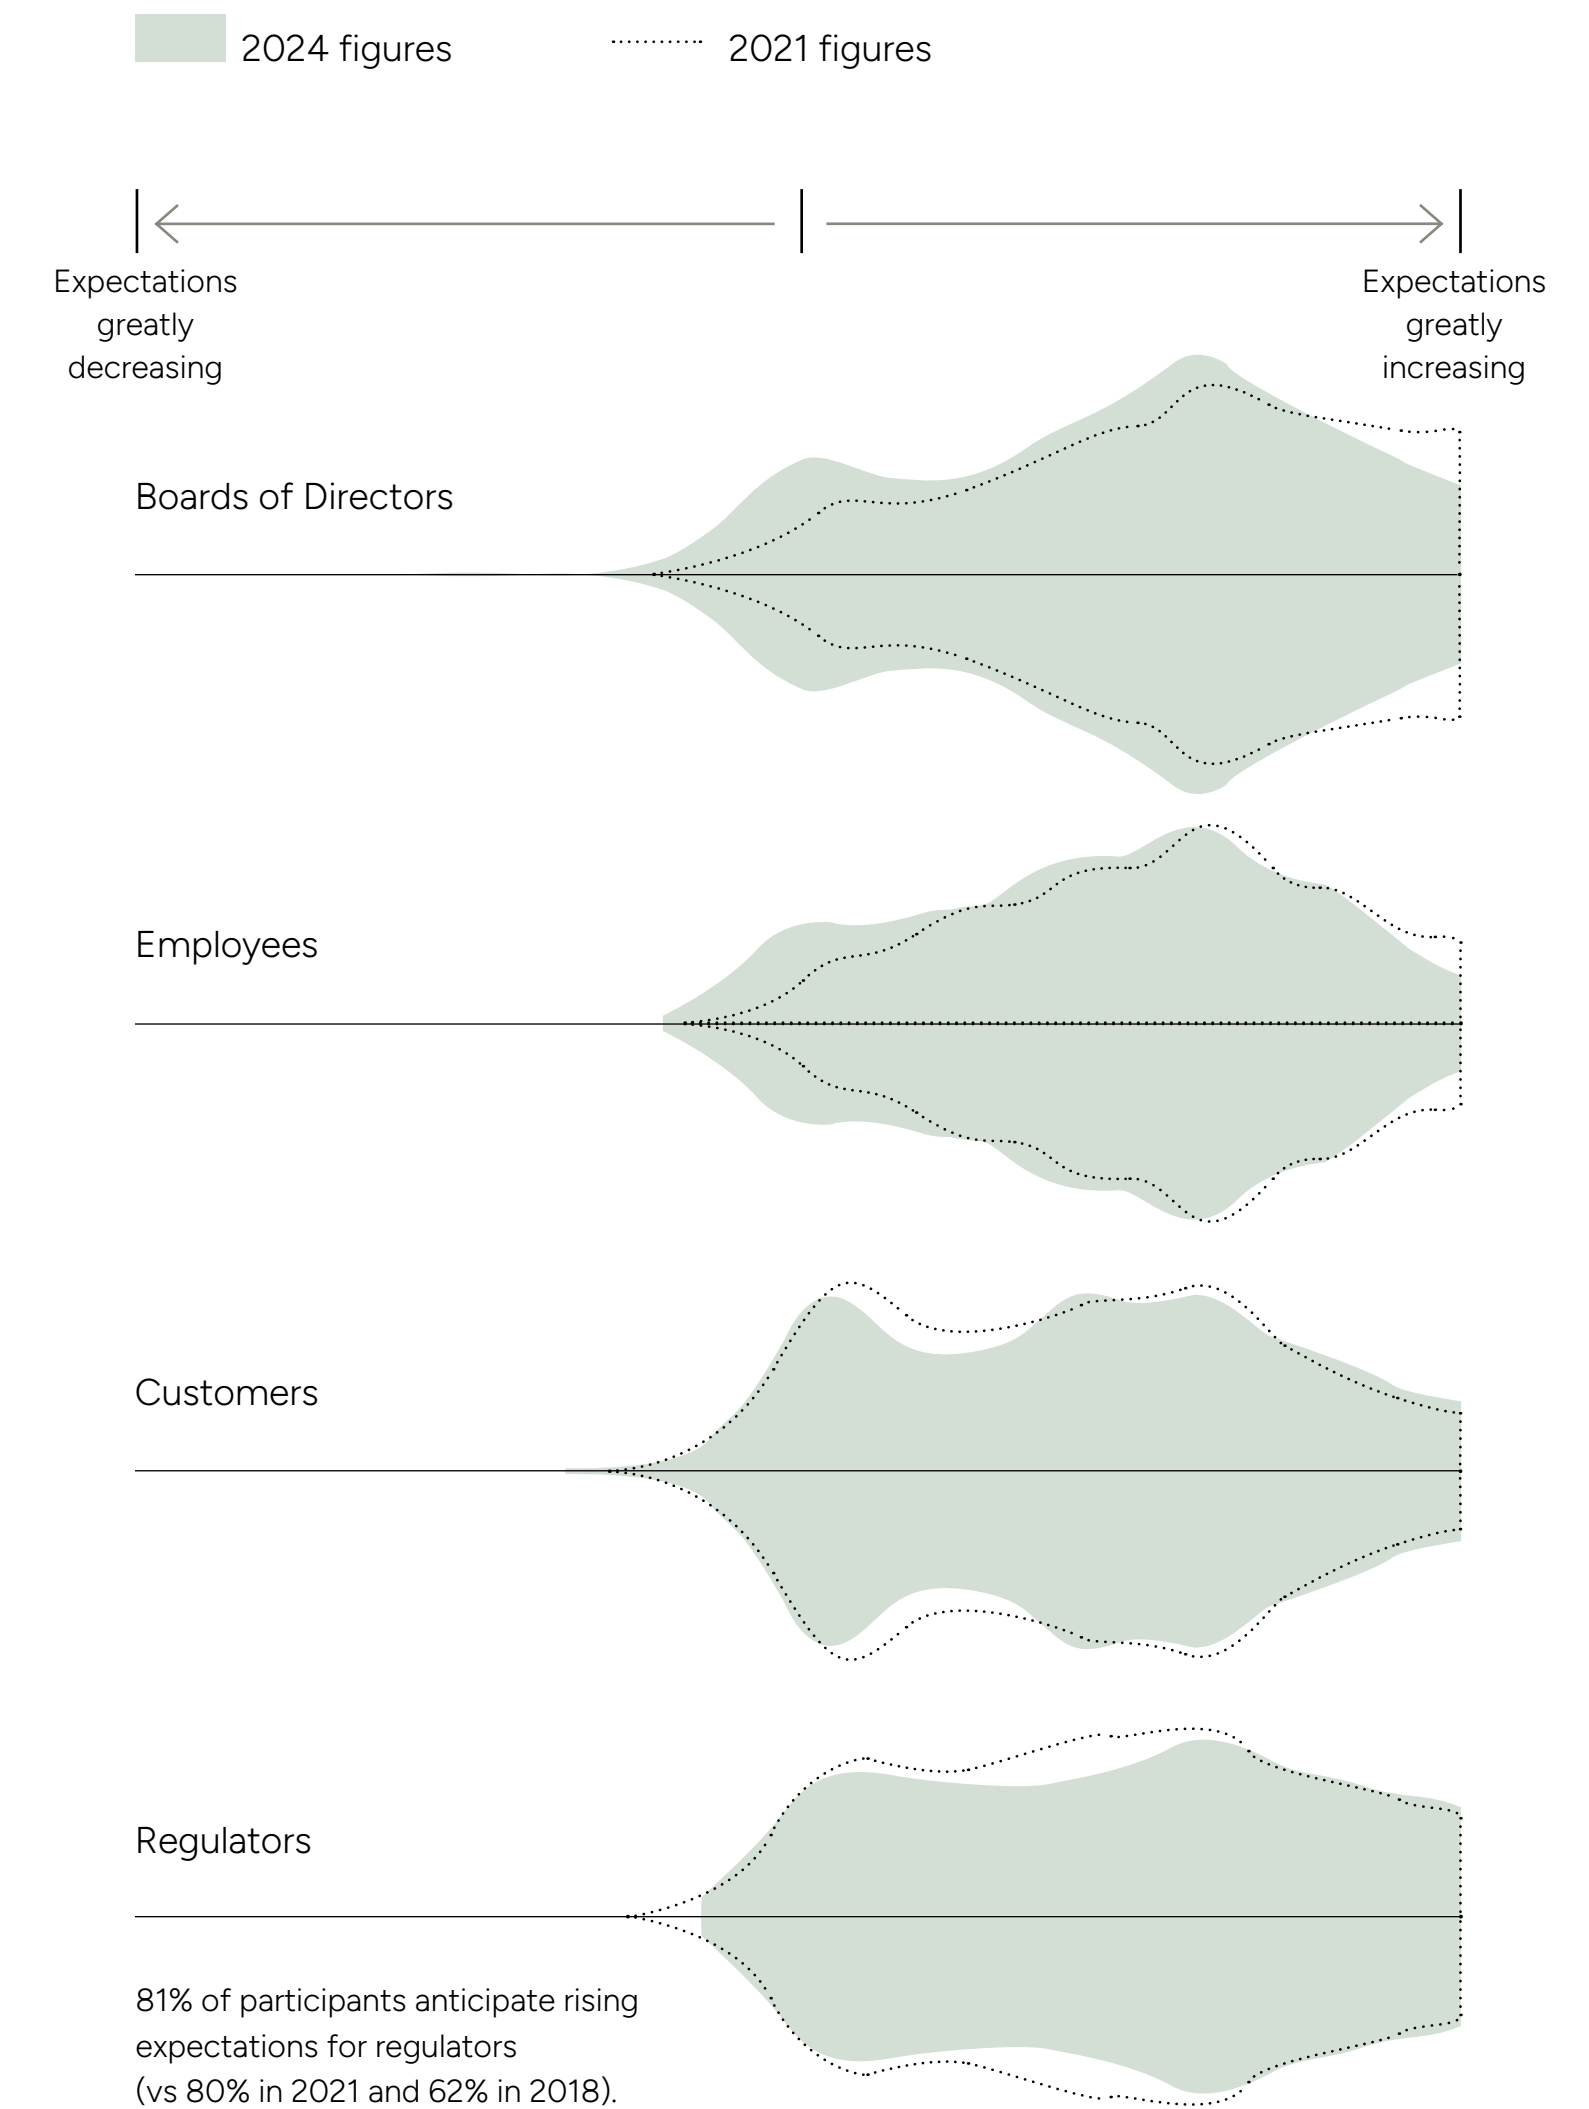 2024 figures
2021 figures
Expectations
greatly
decreasing
Expectations
greatly
increasing
Boards of Directors
Employees
Customers
Regulators
81% of participants anticipate rising
expectations for regulators
(vs 80% in 2021 and 62% in 2018).